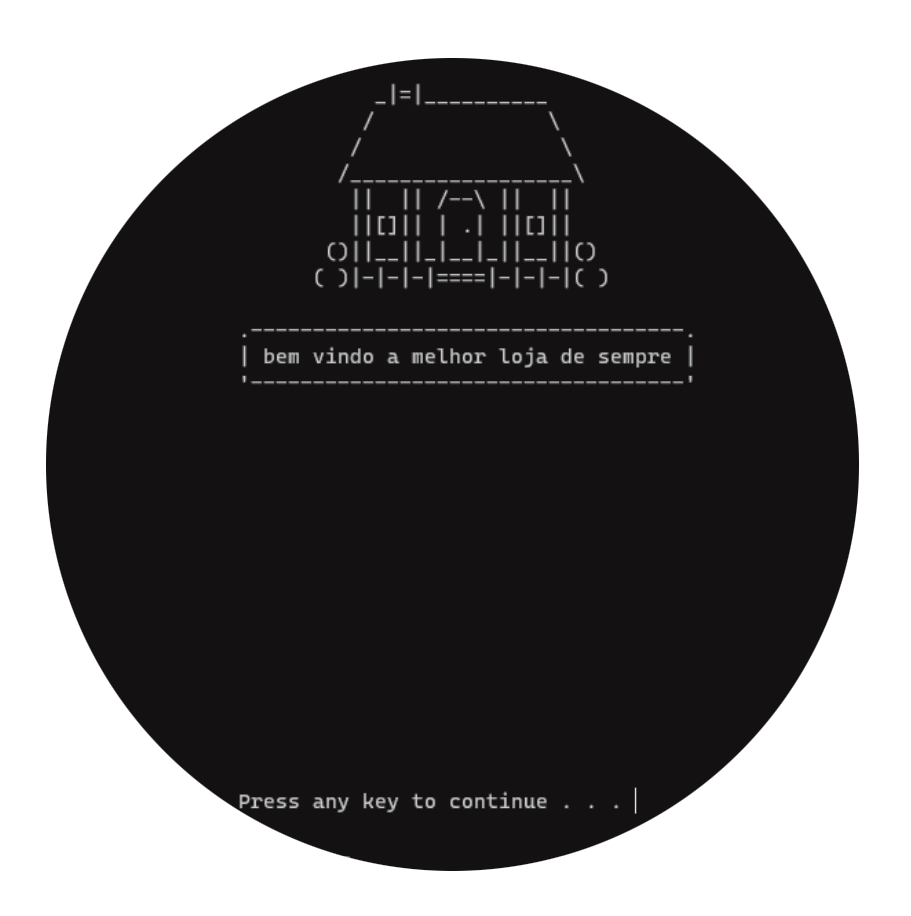 bem vindo a melhor loja de sempre
Press any key to continue . . .